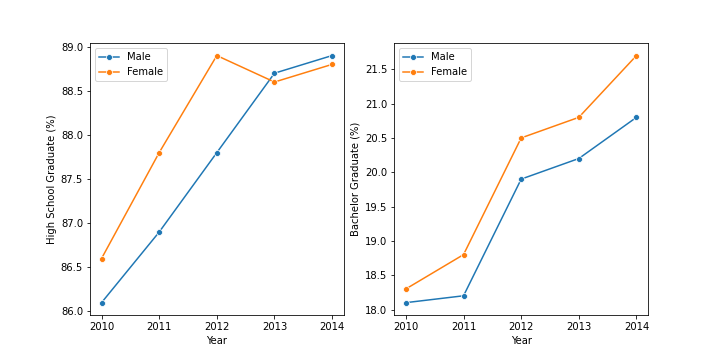 Male
Female
High School Graduate (%)
89.0
88.5
88.0
87.5
87.0
86.5
86.0
2010 2011 2012 2013 2014
Year
Male
Female
Bachelor Graduate (%)
21.5
21.0
20.5
20.0
19.5
19.0
18.5
18.0
2010 2011 2012 2013 2014
Year